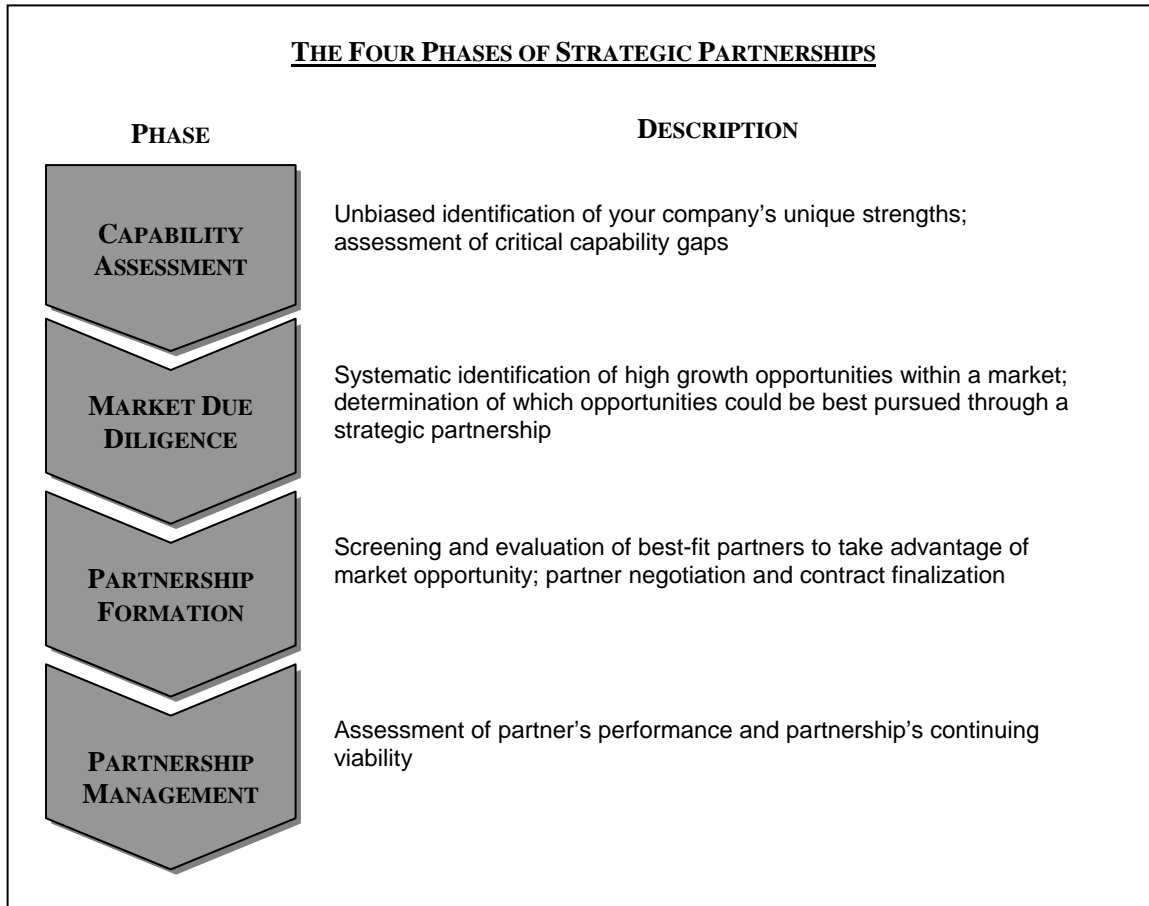 THE FOUR PHASES OF STRATEGIC PARTNERSHIPS
PHASE
DESCRIPTION
CAPABILITY
ASSESSMENT
Unbiased identification of your company’s unique strengths;
assessment of critical capability gaps
MARKET DUE
DILIGENCE
Systematic identification of high growth opportunities within a market;
determination of which opportunities could be best pursued through a
strategic partnership
PARTNERSHIP
FORMATION
Screening and evaluation of best-fit partners to take advantage of
market opportunity; partner negotiation and contract finalization
PARTNERSHIP
MANAGEMENT
Assessment of partner’s performance and partnership’s continuing
viability